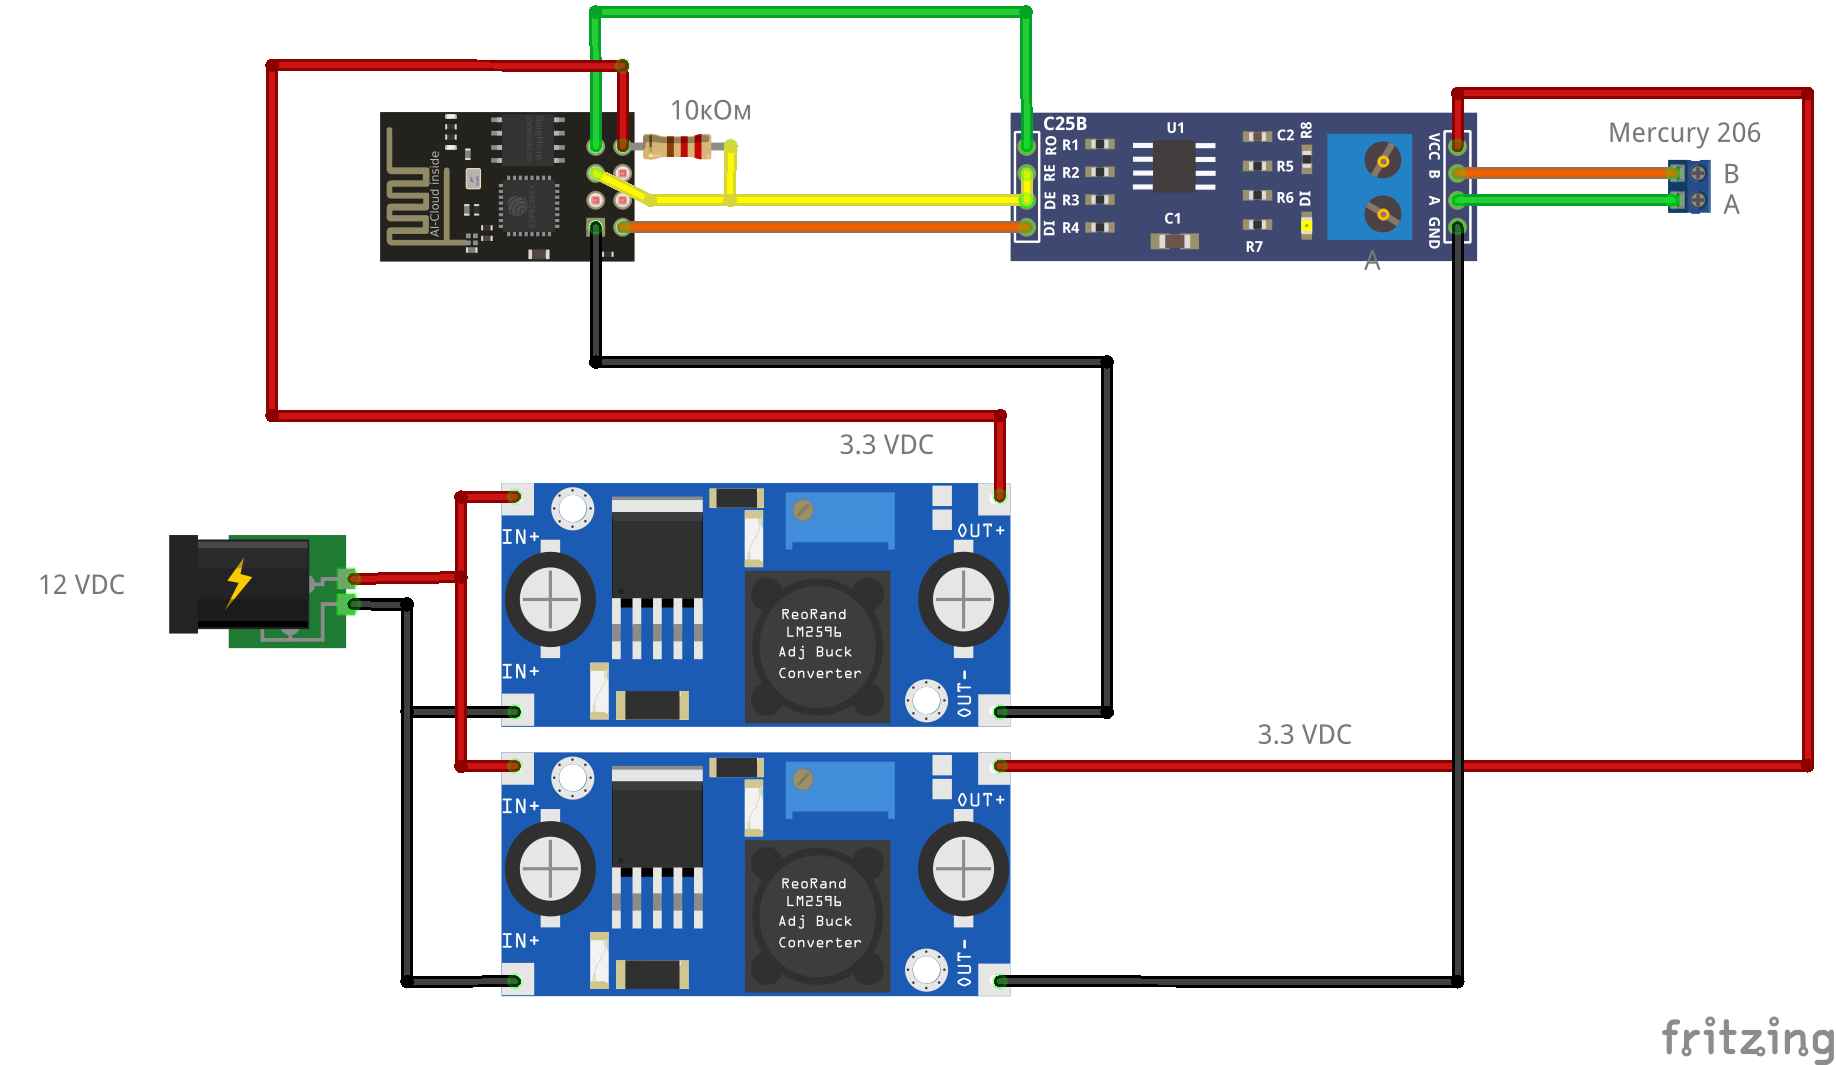 10кОм
AI-Cloud inside
C25B
U1
C2
R8
RO
R1
RE
R2
DE
R3
DI
R4
C1
R5
R6
DI
R7
VCC
B
A
GND
A
Mercury 206
B
A
3.3 VDC
12 VDC
IN+
OUT+
ReoRand
LM2596
Adj Buck
Converter
IN+
OUT-
3.3 VDC
IN+
OUT+
ReoRand
LM2596
Adj Buck
Converter
IN+
OUT-
fritzing